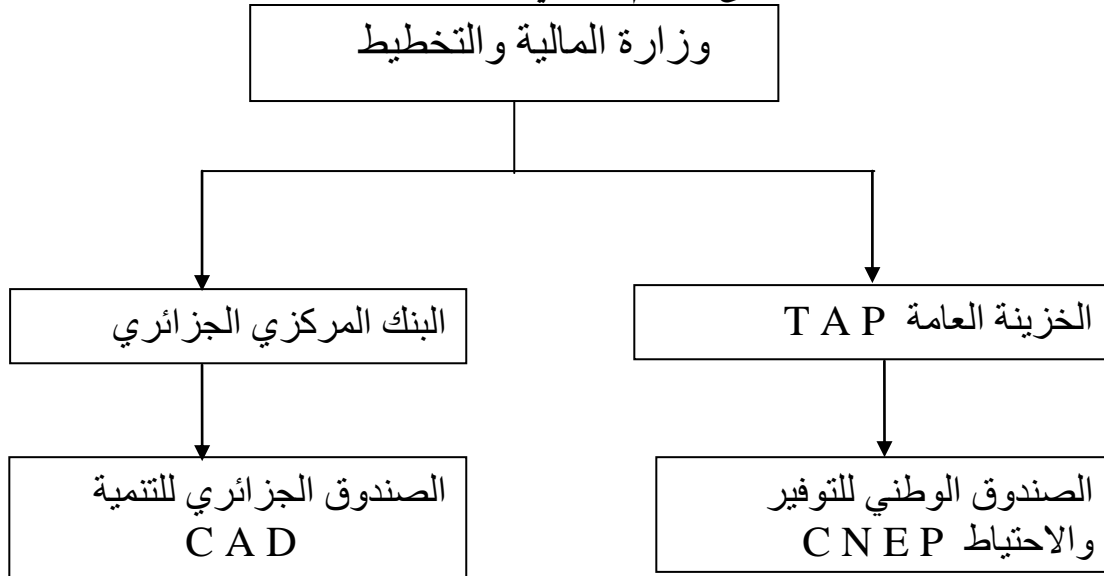 وزارة المالية والتخطيط
الخزينة العامة T A P
البنك المركزي الجزائري
الصندوق الوطني للتوفير
والاحتياط C N E P
الصندوق الجزائري للتنمية
C A D